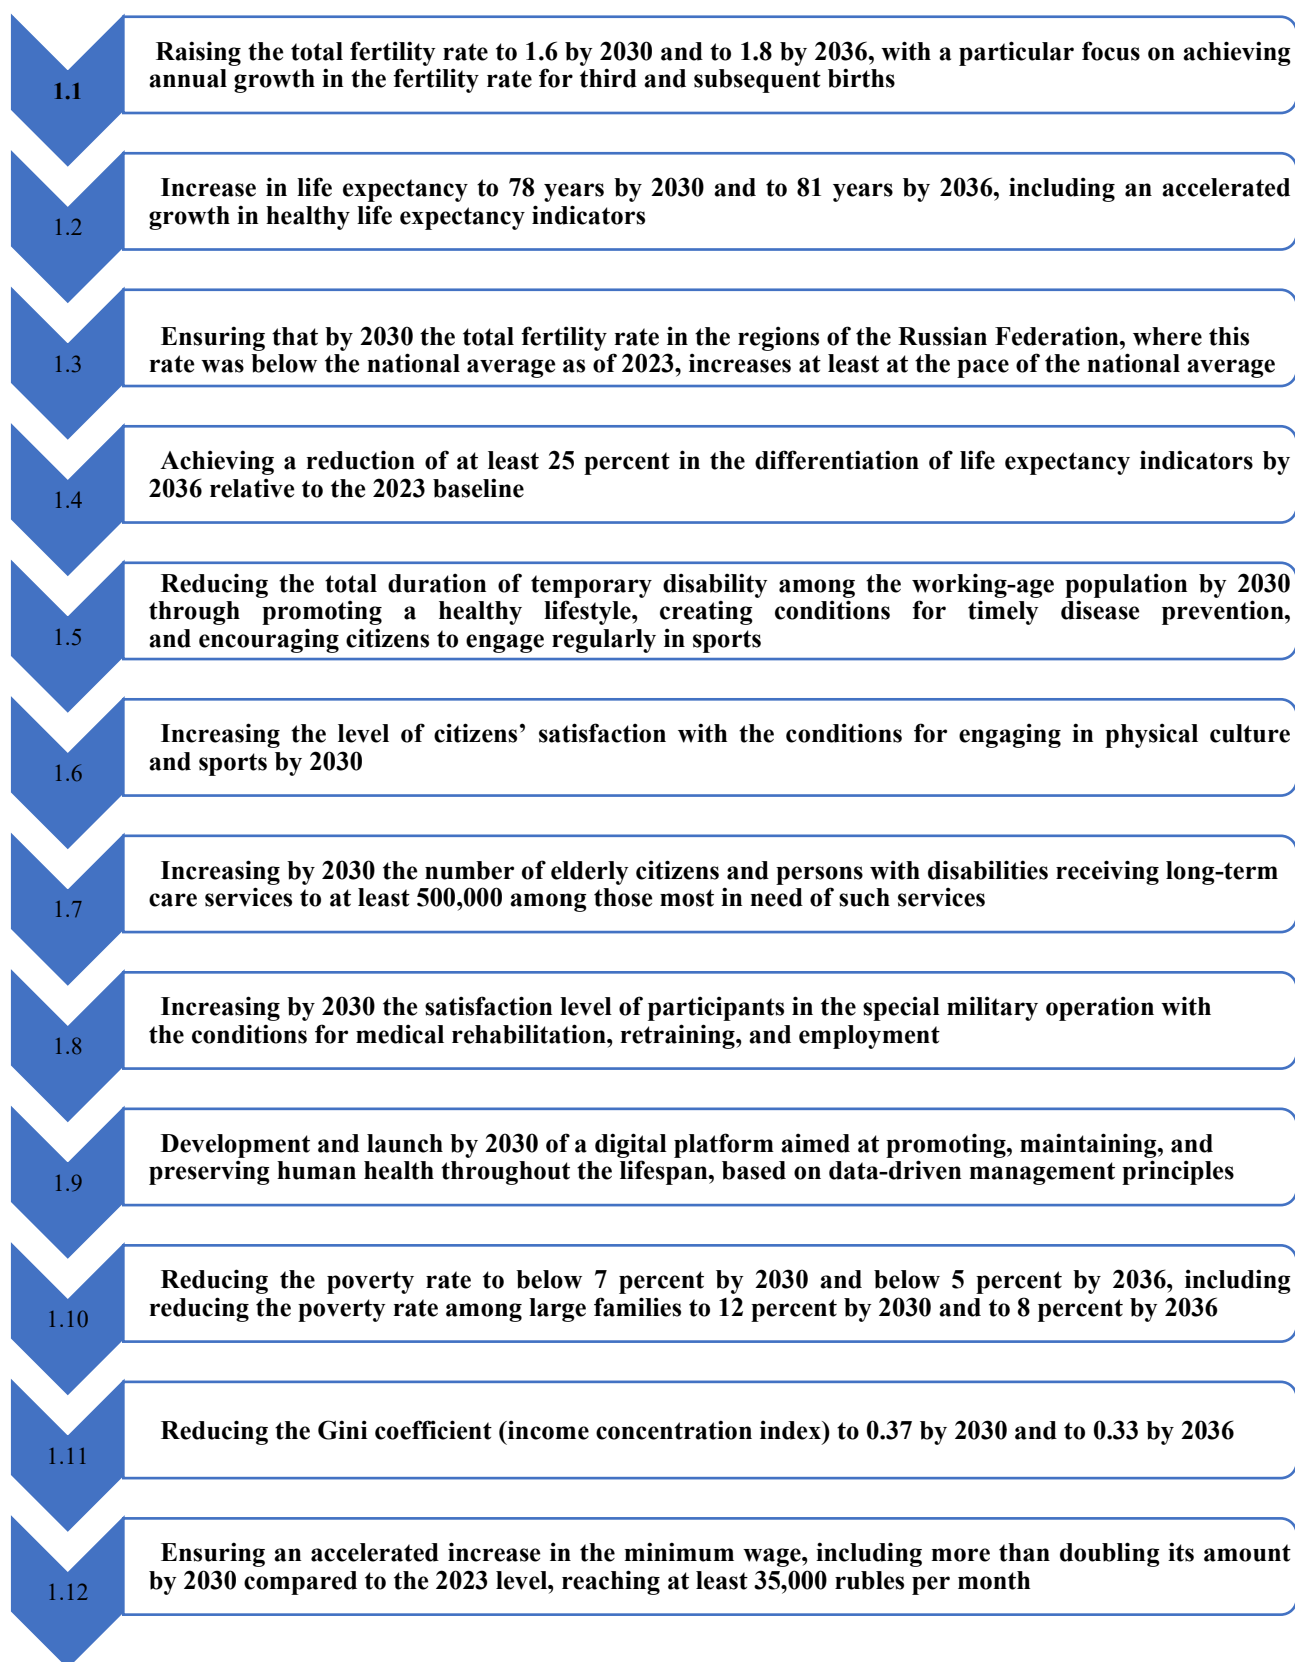 1.1
Raising the total fertility rate to 1.6 by 2030 and to 1.8 by 2036, with a particular focus on achieving
annual growth in the fertility rate for third and subsequent births
1.2
Increase in life expectancy to 78 years by 2030 and to 81 years by 2036, including an accelerated
growth in healthy life expectancy indicators
1.3
Ensuring that by 2030 the total fertility rate in the regions of the Russian Federation, where this
rate was below the national average as of 2023, increases at least at the pace of the national average
1.4
Achieving a reduction of at least 25 percent in the differentiation of life expectancy indicators by
2036 relative to the 2023 baseline
1.5
Reducing the total duration of temporary disability among the working-age population by 2030
through promoting a healthy lifestyle, creating conditions for timely disease prevention,
and encouraging citizens to engage regularly in sports
1.6
Increasing the level of citizens’ satisfaction with the conditions for engaging in physical culture
and sports by 2030
1.7
Increasing by 2030 the number of elderly citizens and persons with disabilities receiving long-term
care services to at least 500,000 among those most in need of such services
1.8
Increasing by 2030 the satisfaction level of participants in the special military operation with
the conditions for medical rehabilitation, retraining, and employment
1.9
Development and launch by 2030 of a digital platform aimed at promoting, maintaining, and
preserving human health throughout the lifespan, based on data-driven management principles
1.10
Reducing the poverty rate to below 7 percent by 2030 and below 5 percent by 2036, including
reducing the poverty rate among large families to 12 percent by 2030 and to 8 percent by 2036
1.11
Reducing the Gini coefficient (income concentration index) to 0.37 by 2030 and to 0.33 by 2036
1.12
Ensuring an accelerated increase in the minimum wage, including more than doubling its amount
by 2030 compared to the 2023 level, reaching at least 35,000 rubles per month